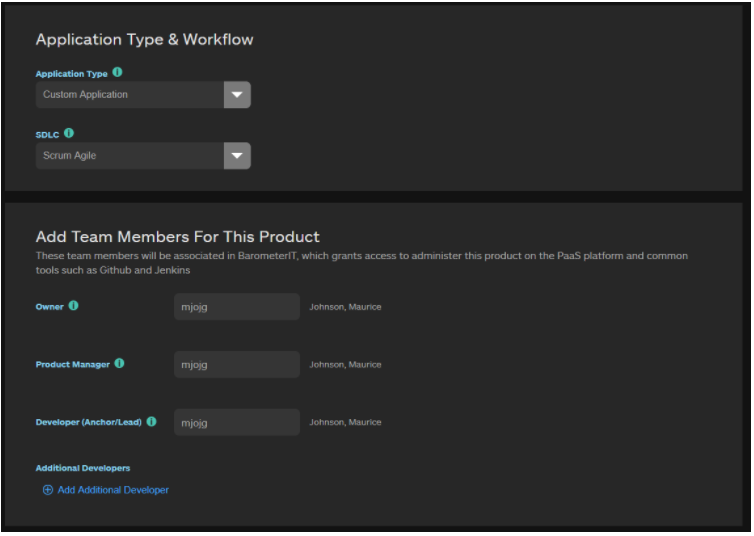 Application Type & Workflow
Application Type
Custom Application
SDLC
Scrum Agile
Add Team Members For This Product
These team members will be associated in BarometerIT, which grants access to administer this product on the PaaS platform and common
tools such as Github and Jenkins
Owner mjojg Johnson, Maurice
Product Manager mjojg Johnson, Maurice
Developer (Anchor/Lead) mjojg Johnson, Maurice
Additional Developers
Add Additional Developer